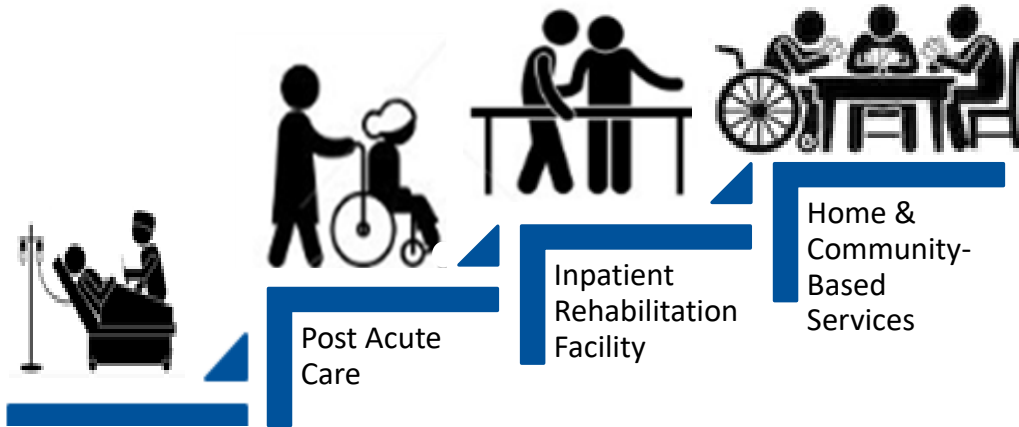 Post Acute
Care
Inpatient
Rehabilitation
Facility
Home &
Community-
Based
Services